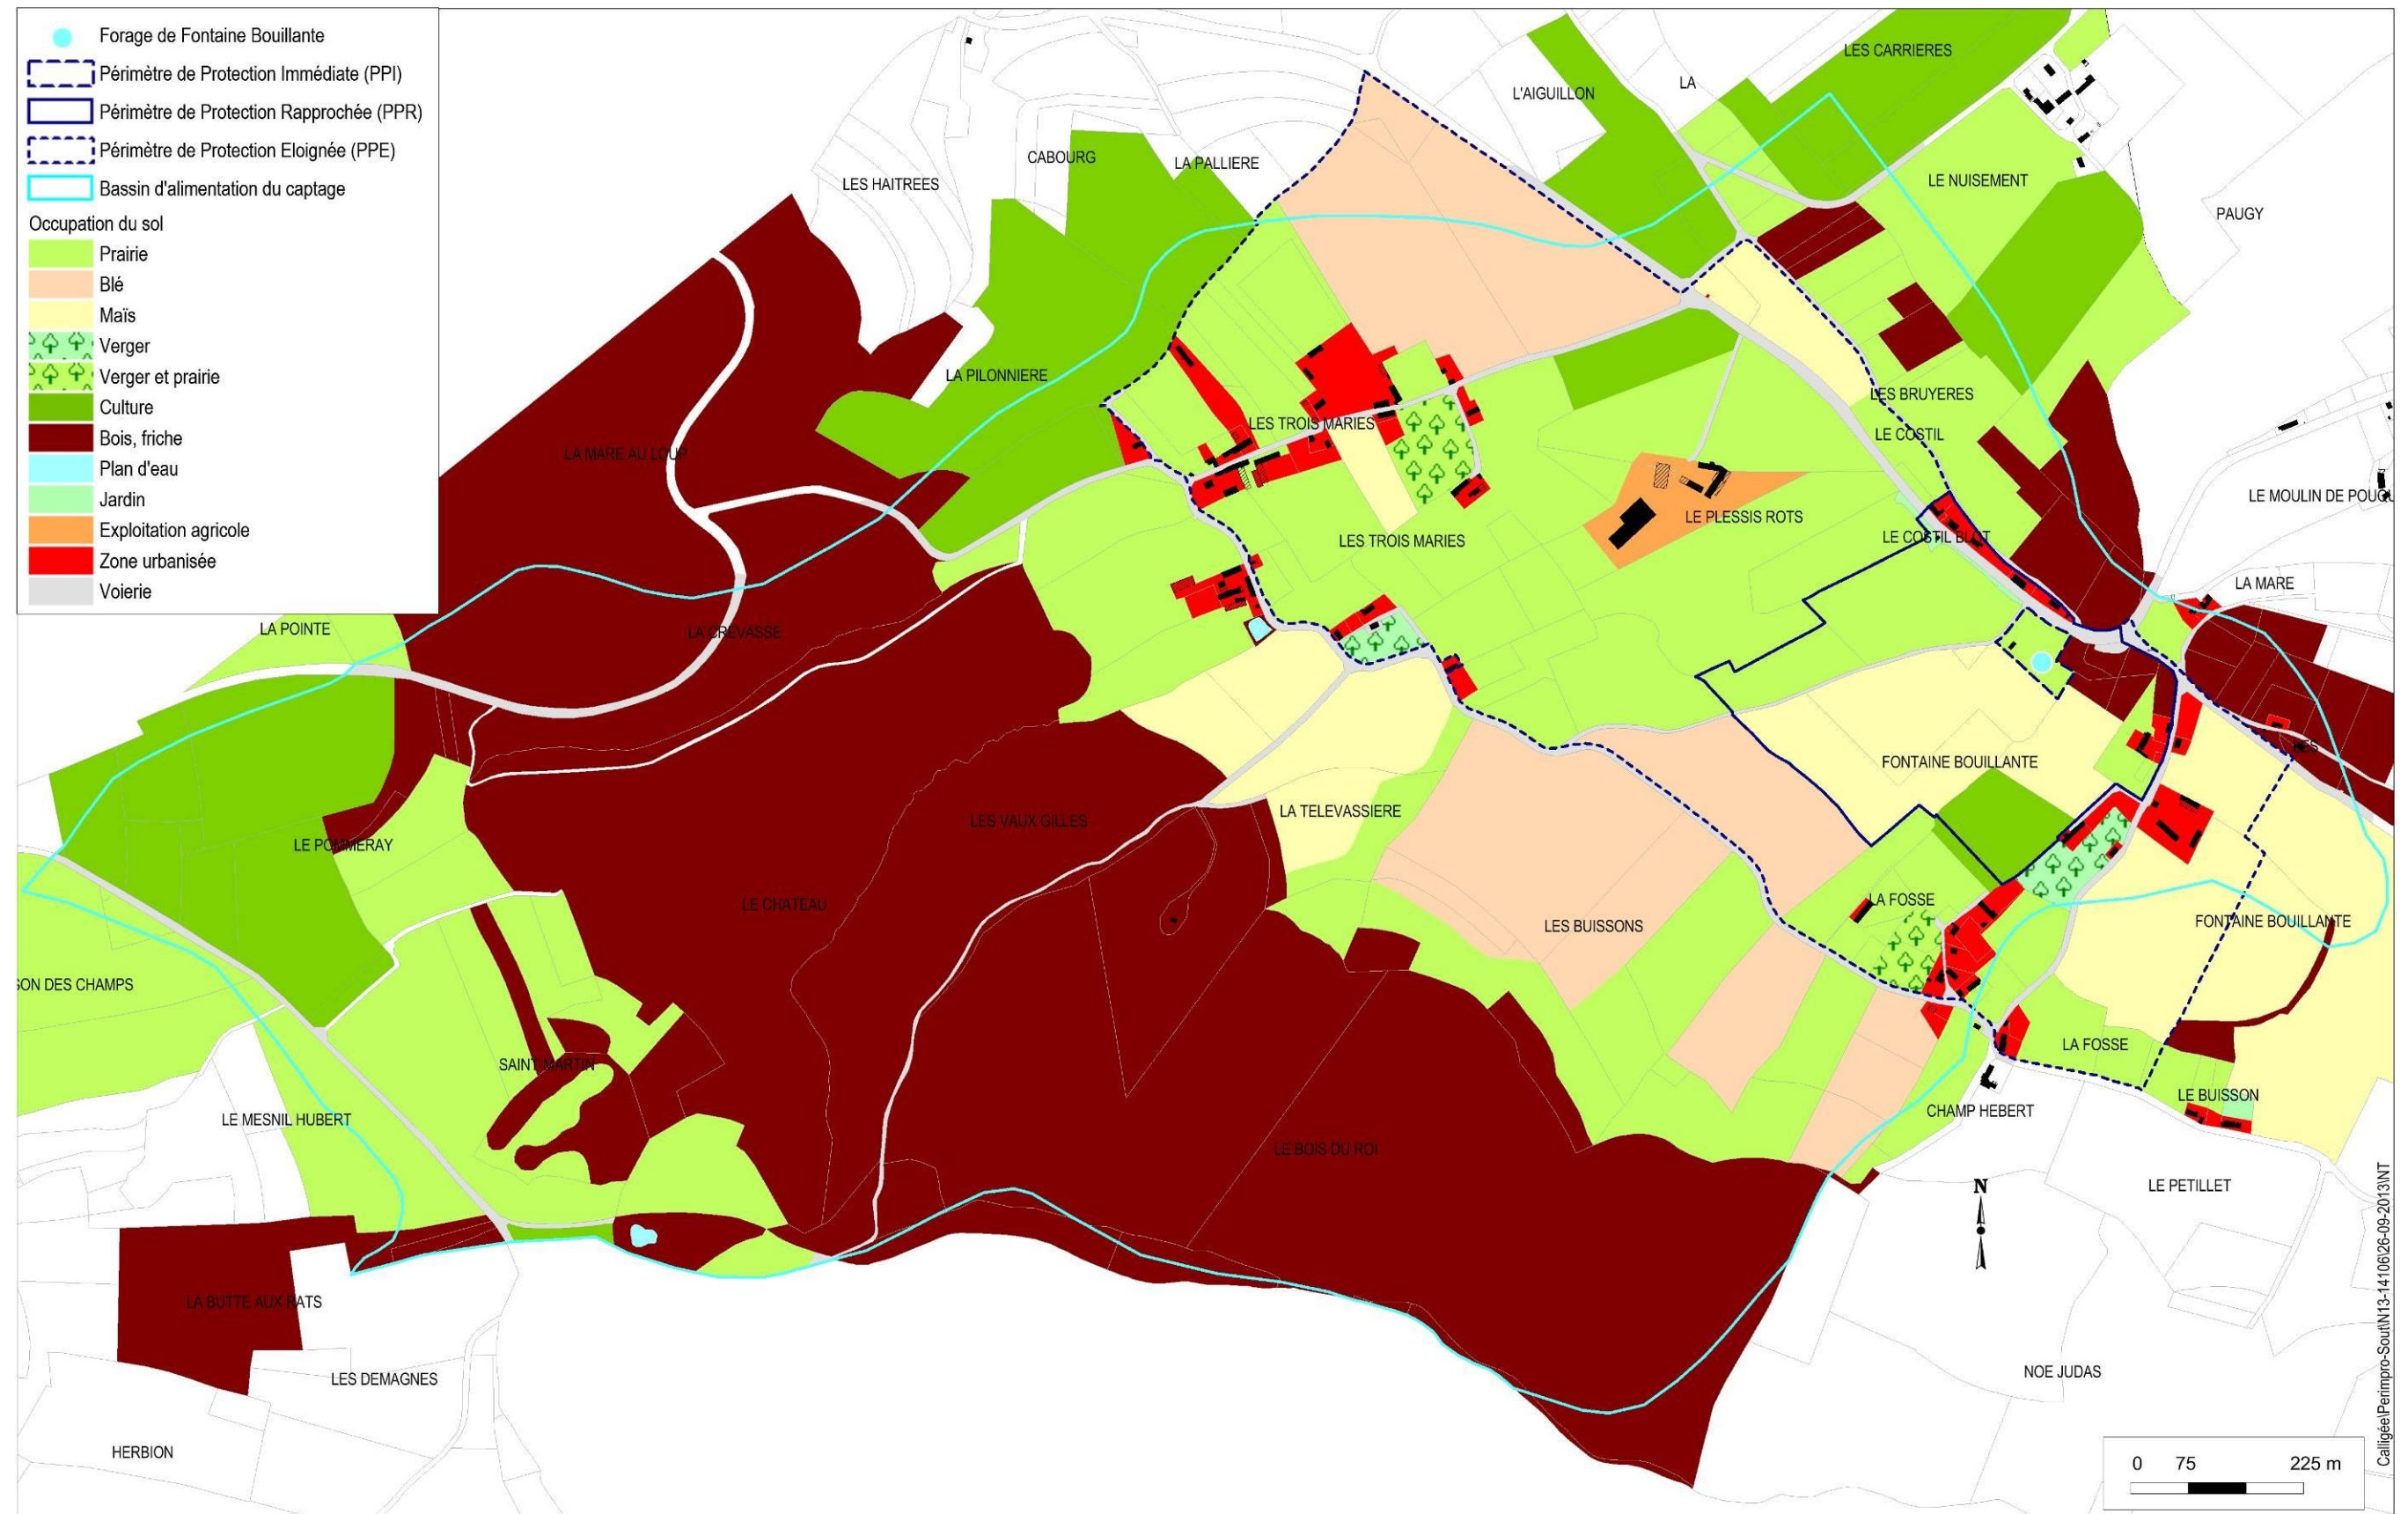 Forage de Fontaine Bouillante
Périmètre de Protection Immédiate (PPI)
Périmètre de Protection Rapprochée (PPR)
Périmètre de Protection Eloignée (PPE)
Bassin d'alimentation du captage
Occupation du sol
Prairie
Blé
Maïs
Verger
Verger et prairie
Culture
Bois, friche
Plan d'eau
Jardin
Exploitation agricole
Zone urbanisée
Voierie
LES CARRIERES
LA
L'AIGUILLON
CABOURG
LA PALLIERE
LES HAITREES
LE NUISEMENT
PAUGY
LA PILONNIERE
LES BRUYERES
LES TROIS MARIES
LE COSTIL
LA MARE AU LOUP
LE MOULIN DE POUQU
LE PLESSIS ROTS
LE COSTIL BLOT
LES TROIS MARIES
LA MARE
LA POINTE
LA CREVASSE
LES
FONTAINE BOUILLANTE
LA TELEVASSIERE
LES VAUX GILLES
LE POMMERAY
LE CHATEAU
LA FOSSE
FONTAINE BOUILLANTE
LES BUISSONS
SON DES CHAMPS
LA FOSSE
SAINT MARTIN
LE BUISSON
CHAMP HEBERT
LE MESNIL HUBERT
LE BOIS DU ROI
LE PETILLET
N
LA BUTTE AUX RATS
NOE JUDAS
LES DEMAGNES
HERBION
0 75 225 m
Calligée\Perimpro-Sout\N13-14106\26-09-2013\NT